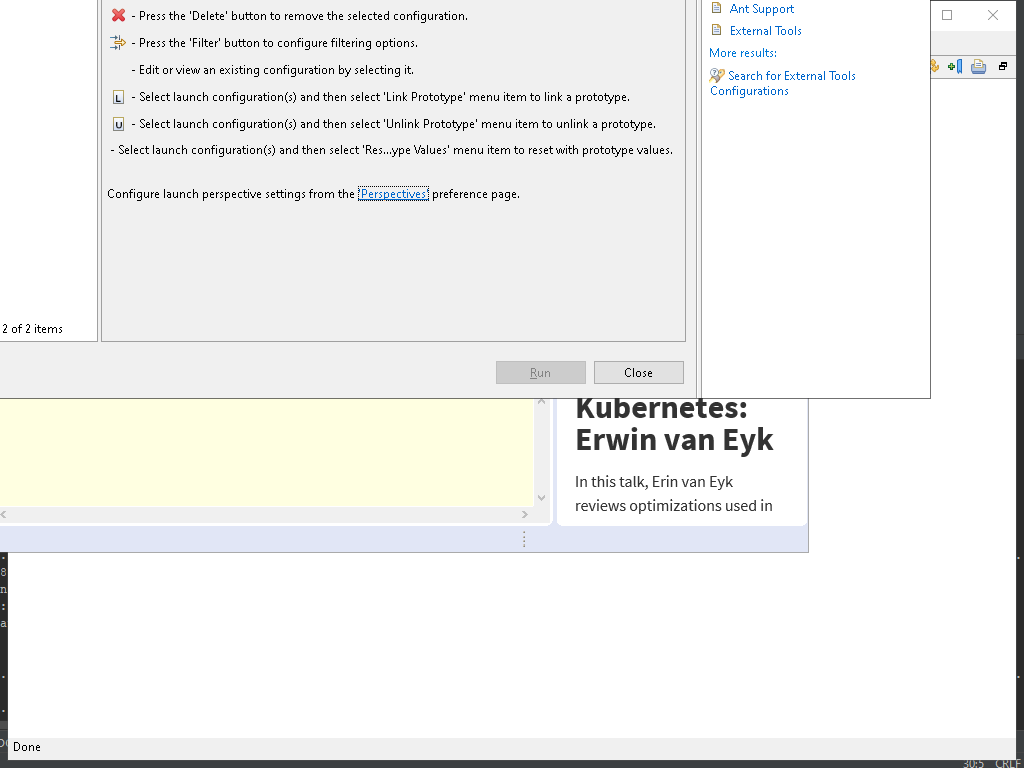 - Press the 'Delete' button to remove the selected configuration.
- Press the 'Filter' button to configure filtering options.
- Edit or view an existing configuration by selecting it.
L - Select launch configuration(s) and then select 'Link Prototype' menu item to link a prototype.
U - Select launch configuration(s) and then select 'Unlink Prototype' menu item to unlink a prototype.
- Select launch configuration(s) and then select 'Res...ype Values' menu item to reset with prototype values.
Configure launch perspective settings from the 'Perspectives' preference page.
2 of 2 items
Run
Close
Ant Support
External Tools
More results:
Search for External Tools
Configurations
Kubernetes:
Erwin van Eyk
In this talk, Erin van Eyk
reviews optimizations used in
8
n
:
a
Done
30:5 CRLF